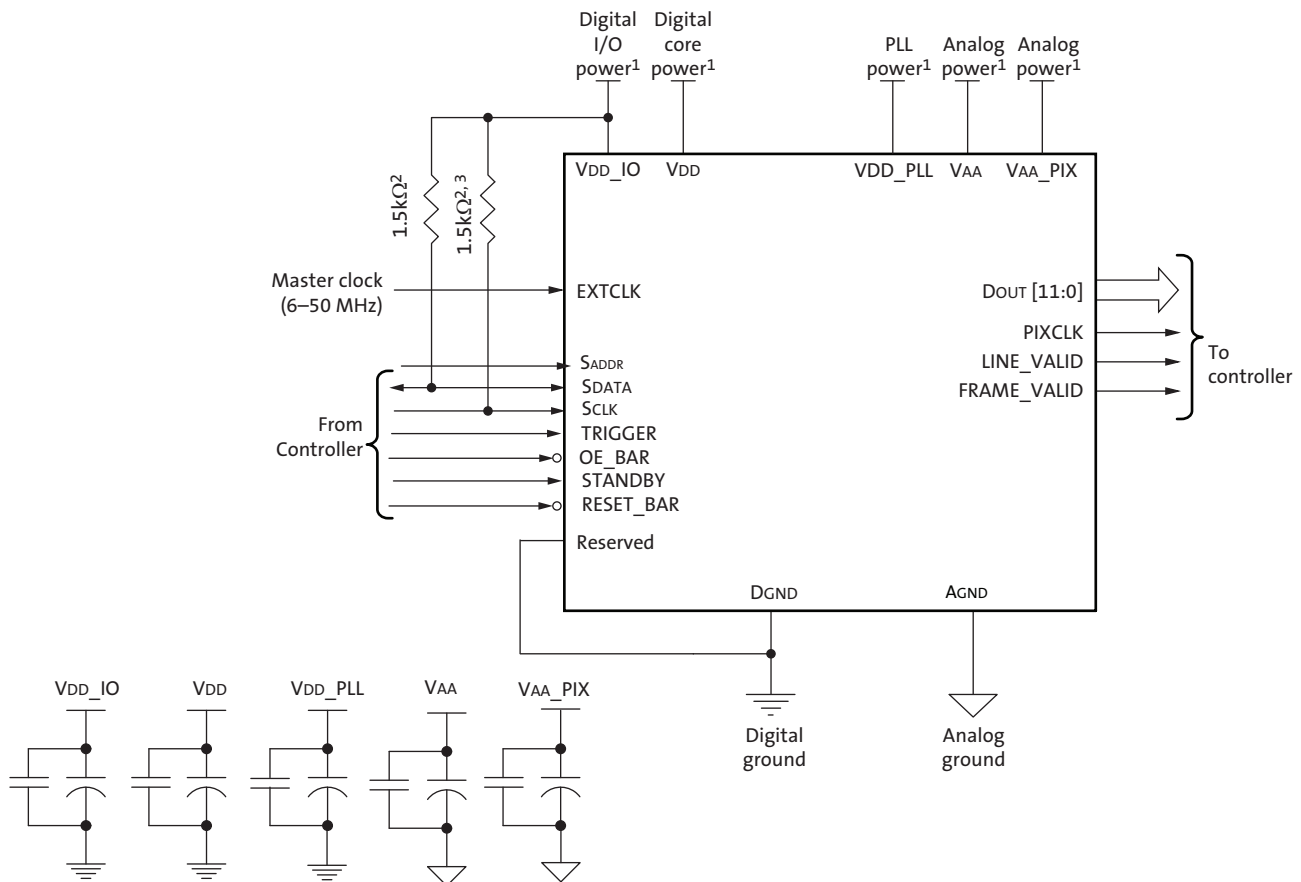 Digital
I/O
power1
Digital
core
power1
PLL
power1
Analog
power1
Analog
power1
VDD_IO
VDD
VDD_PLL
VAA
VAA_PIX
1.5kΩ2
1.5kΩ2, 3
Master clock
(6–50 MHz)
EXTCLK
SADDR
SDATA
SCLK
TRIGGER
OE_BAR
STANDBY
RESET_BAR
Reserved
From
Controller
DOUT [11:0]
PIXCLK
LINE_VALID
FRAME_VALID
To
controller
DGND
AGND
Digital
ground
Analog
ground
VDD_IO
VDD
VDD_PLL
VAA
VAA_PIX